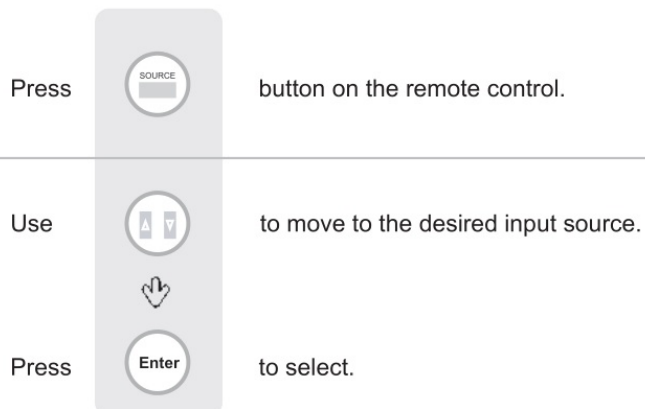 Press SOURCE button on the remote control.
Use to move to the desired input source.
Press Enter to select.